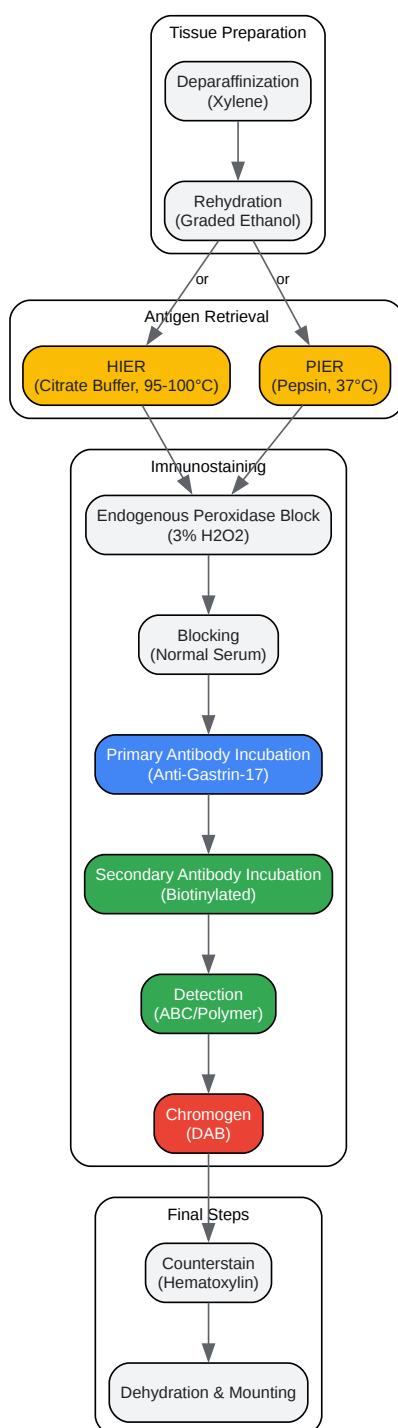 Tissue Preparation
Deparaffinization
(Xylene)
Rehydration
(Graded Ethanol)
or
or
Antigen Retrieval
HIER
(Citrate Buffer, 95-100°C)
PIER
(Pepsin, 37°C)
Immunostaining
Endogenous Peroxidase Block
(3% H2O2)
Blocking
(Normal Serum)
Primary Antibody Incubation
(Anti-Gastrin-17)
Secondary Antibody Incubation
(Biotinylated)
Detection
(ABC/Polymer)
Chromogen
(DAB)
Final Steps
Counterstain
(Hematoxylin)
Dehydration & Mounting